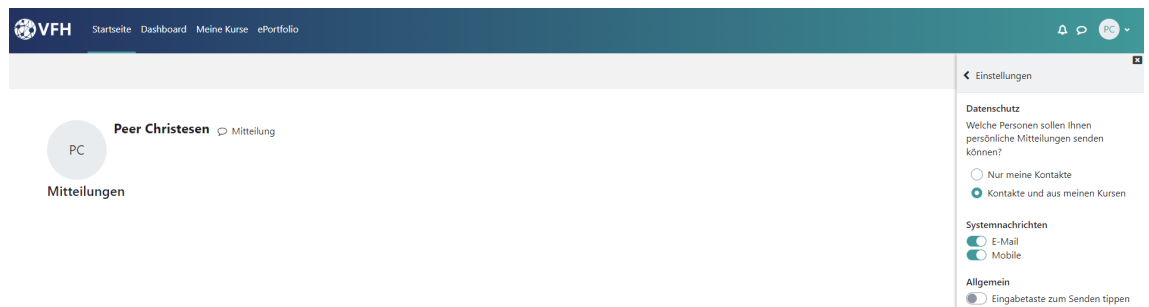 VFH Startseite Dashboard Meine Kurse ePortfolio PC
Einstellungen
Peer Christesen Mitteilung
PC
Mitteilungen
Datenschutz
Welche Personen sollen Ihnen
persönliche Mitteilungen senden
können?
Nur meine Kontakte
Kontakte und aus meinen Kursen
Systemnachrichten
E-Mail
Mobile
Allgemein
Eingabetaste zum Senden tippen